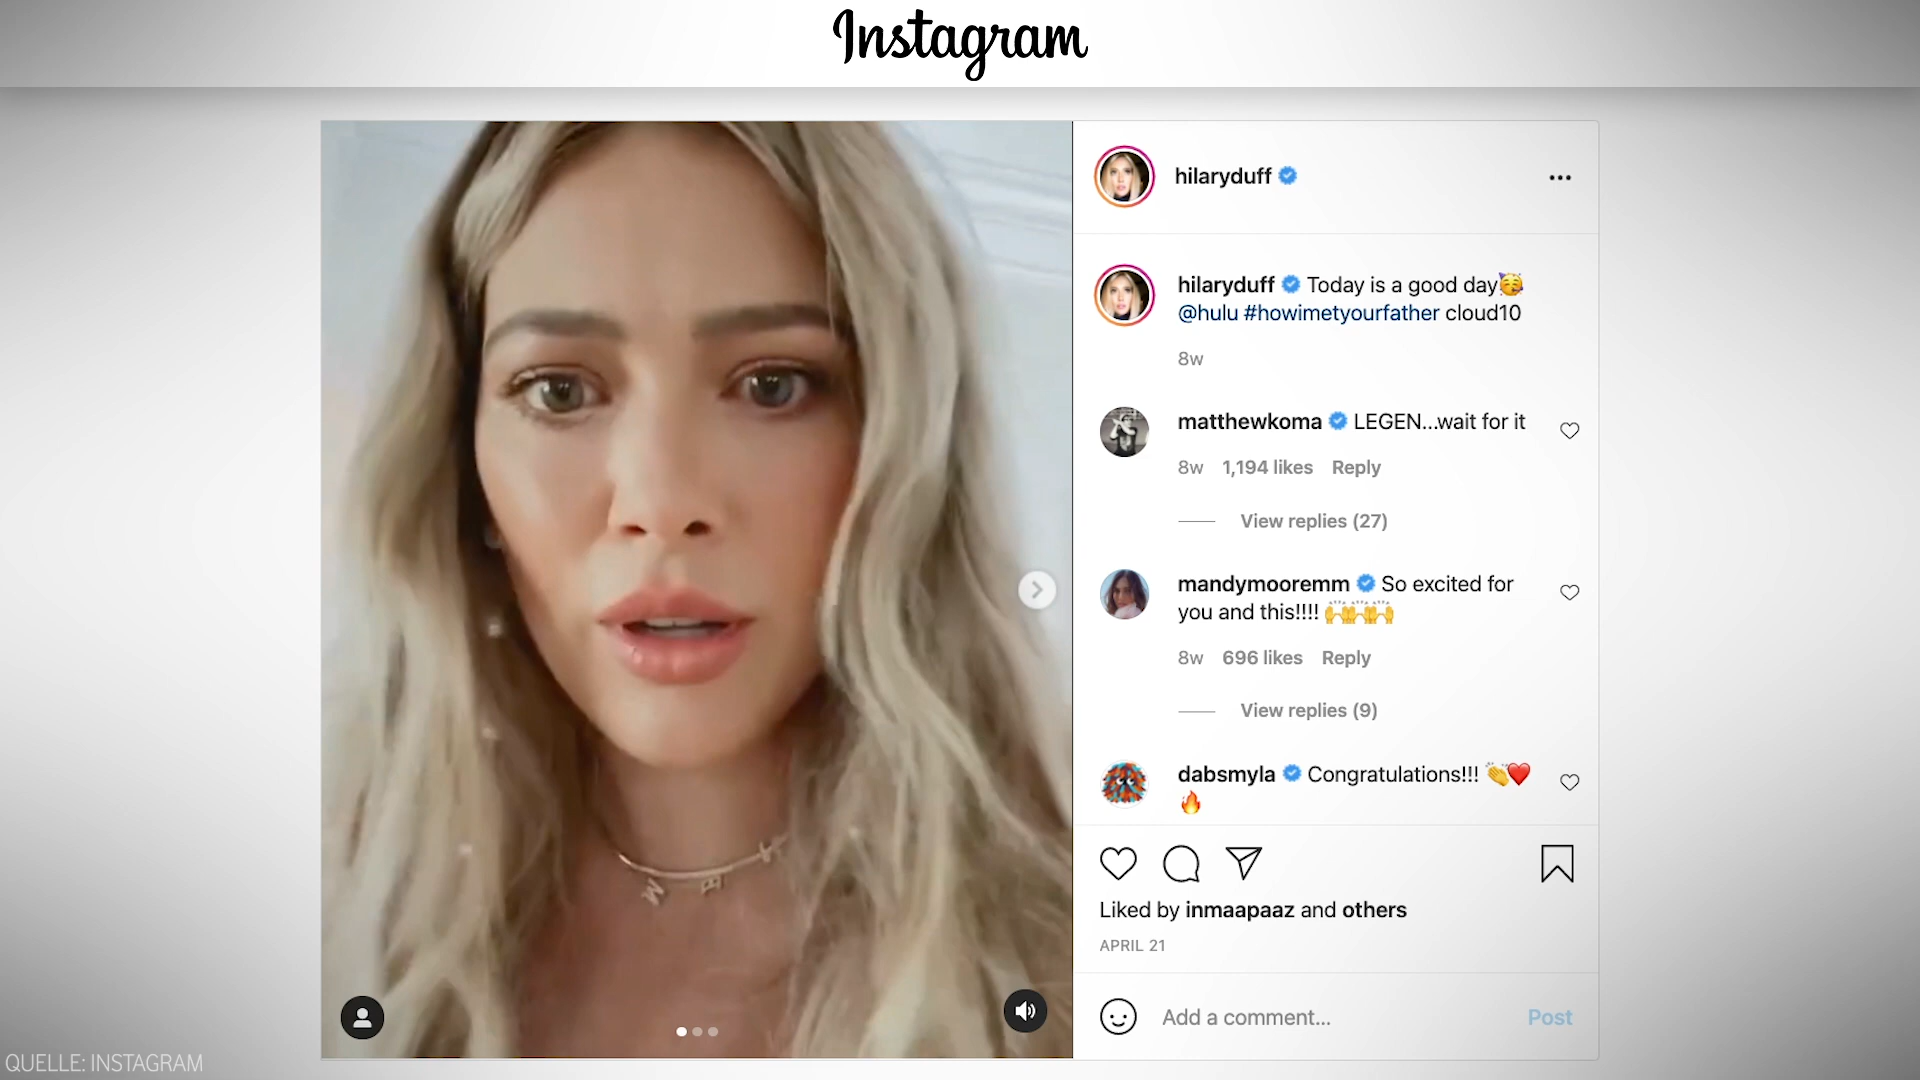 Instagram
hilaryduff
hilaryduff Today is a good day🥳
@hulu #howimetyourfather cloud10
8w
matthewkoma LEGEN...wait for it
8w 1,194 likes Reply
View replies (27)
mandymooremm So excited for
you and this!!!! 🙌🙌🙌
8w 696 likes Reply
View replies (9)
dabsmyla Congratulations!!! 👏❤️
🔥
Liked by inmaapaaz and others
APRIL 21
Add a comment... Post
QUELLE: INSTAGRAM